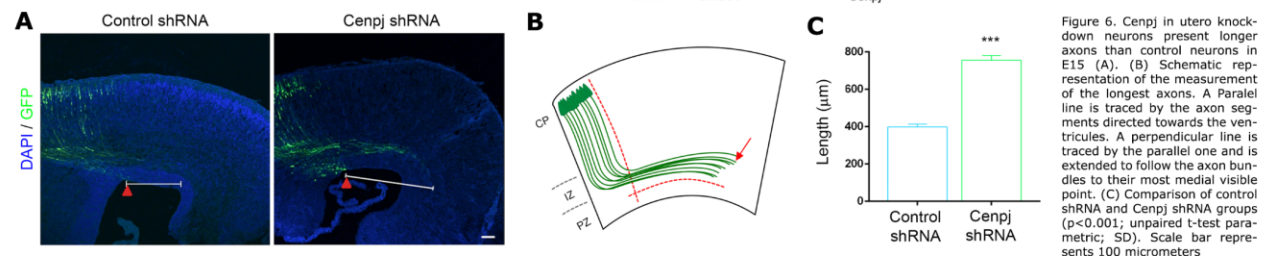 Cenpj
A
Control shRNA
Cenpj shRNA
DAPI / GFP
B
CP
IZ
PZ
C
***
Length (μm)
800
600
400
200
0
Control
shRNA
Cenpj
shRNA
Figure 6. Cenpj in utero knock-
down neurons present longer
axons than control neurons in
E15 (A). (B) Schematic rep-
resentation of the measurement
of the longest axons. A Paralel
line is traced by the axon seg-
ments directed towards the ven-
tricules. A perpendicular line is
traced by the parallel one and is
extended to follow the axon bun-
dles to their most medial visible
point. (C) Comparison of control
shRNA and Cenpj shRNA groups
(p<0.001; unpaired t-test para-
metric; SD). Scale bar repre-
sents 100 micrometers